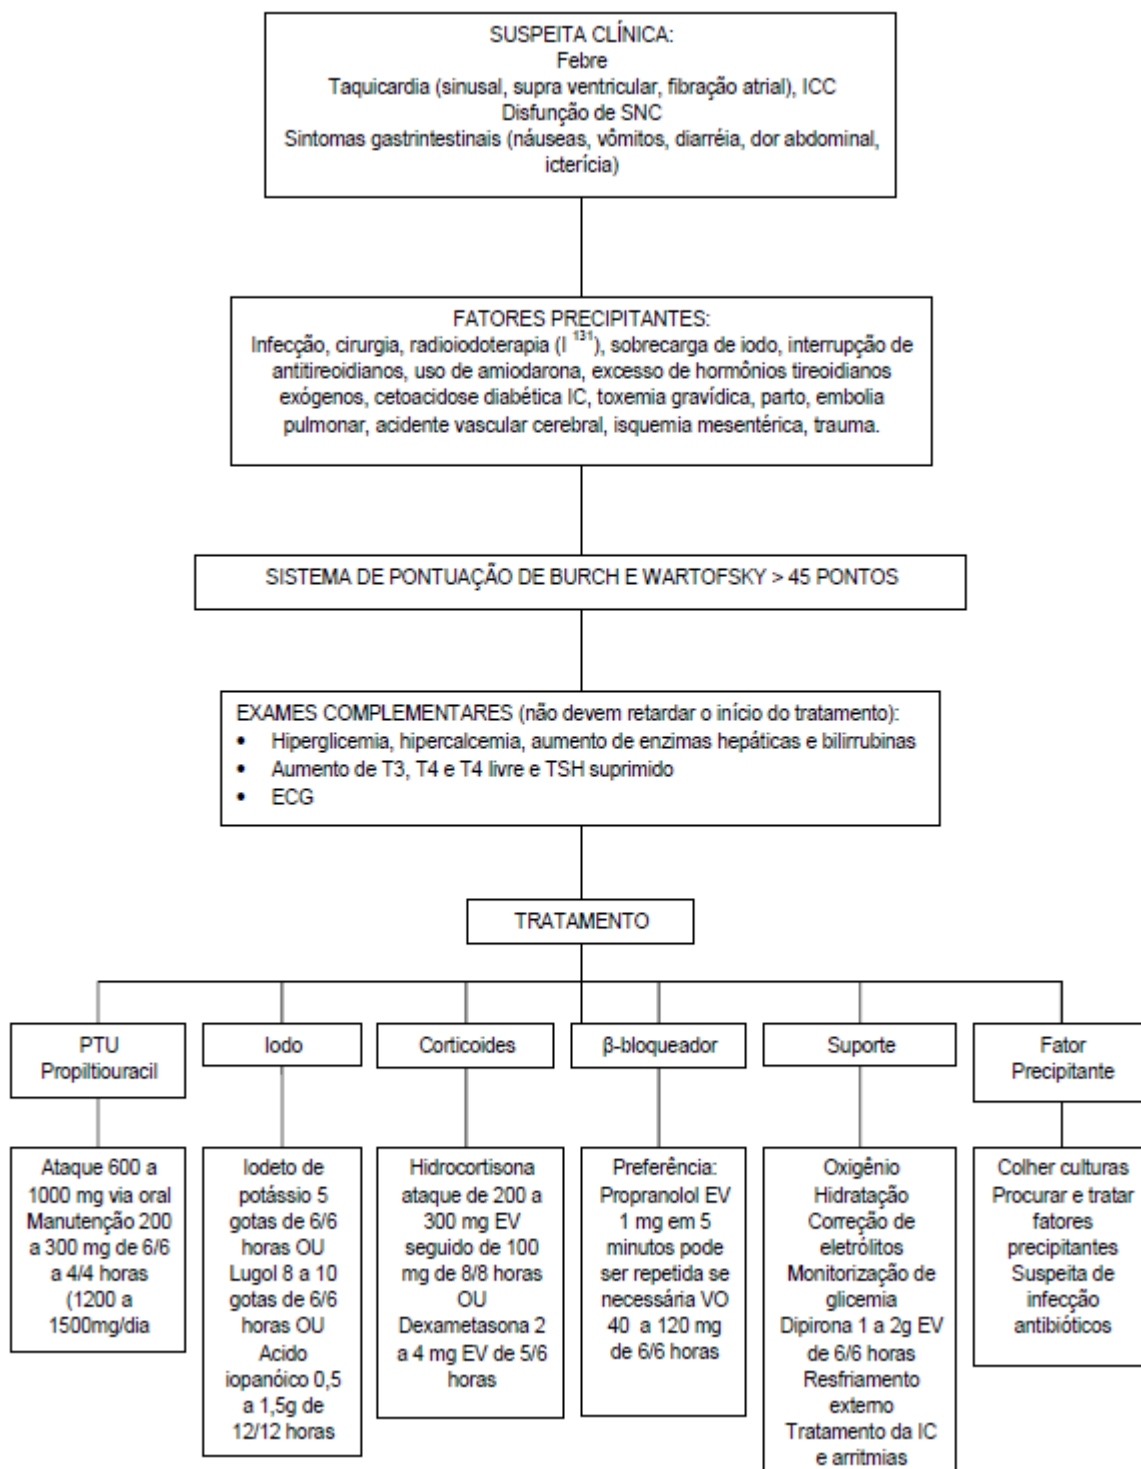 SUSPEITA CLÍNICA:
Febre
Taquicardia (sinusal, supra ventricular, fibração atrial), ICC
Disfunção de SNC
Sintomas gastrintestinais (náuseas, vômitos, diarréia, dor abdominal,
icterícia)
FATORES PRECIPITANTES:
Infecção, cirurgia, radioiodoterapia (I 131), sobrecarga de iodo, interrupção de
antitireoidianos, uso de amiodarona, excesso de hormônios tireoidianos
exógenos, cetoacidose diabética IC, toxemia gravídica, parto, embolia
pulmonar, acidente vascular cerebral, isquemia mesentérica, trauma.
SISTEMA DE PONTUAÇÃO DE BURCH E WARTOFSKY > 45 PONTOS
EXAMES COMPLEMENTARES (não devem retardar o início do tratamento):
• Hiperglicemia, hipercalcemia, aumento de enzimas hepáticas e bilirrubinas
• Aumento de T3, T4 e T4 livre e TSH suprimido
• ECG
TRATAMENTO
PTU
Propiltiouracil
Iodo
Corticoides
β-bloqueador
Suporte
Fator
Precipitante
Ataque 600 a
1000 mg via oral
Manutenção 200
a 300 mg de 6/6
a 4/4 horas
(1200 a
1500mg/dia
Iodeto de
potássio 5
gotas de 6/6
horas OU
Lugol 8 a 10
gotas de 6/6
horas OU
Acido
iopanóico 0,5
a 1,5g de
12/12 horas
Hidrocortisona
ataque de 200 a
300 mg EV
seguido de 100
mg de 8/8 horas
OU
Dexametasona 2
a 4 mg EV de 5/6
horas
Preferência:
Propranolol EV
1 mg em 5
minutos pode
ser repetida se
necessária VO
40 a 120 mg
de 6/6 horas
Oxigênio
Hidratação
Correção de
eletrólitos
Monitorização de
glicemia
Dipirona 1 a 2g EV
de 6/6 horas
Resfriamento
externo
Tratamento da IC
e arritmias
Colher culturas
Procurar e tratar
fatores
precipitantes
Suspeita de
infecção
antibióticos